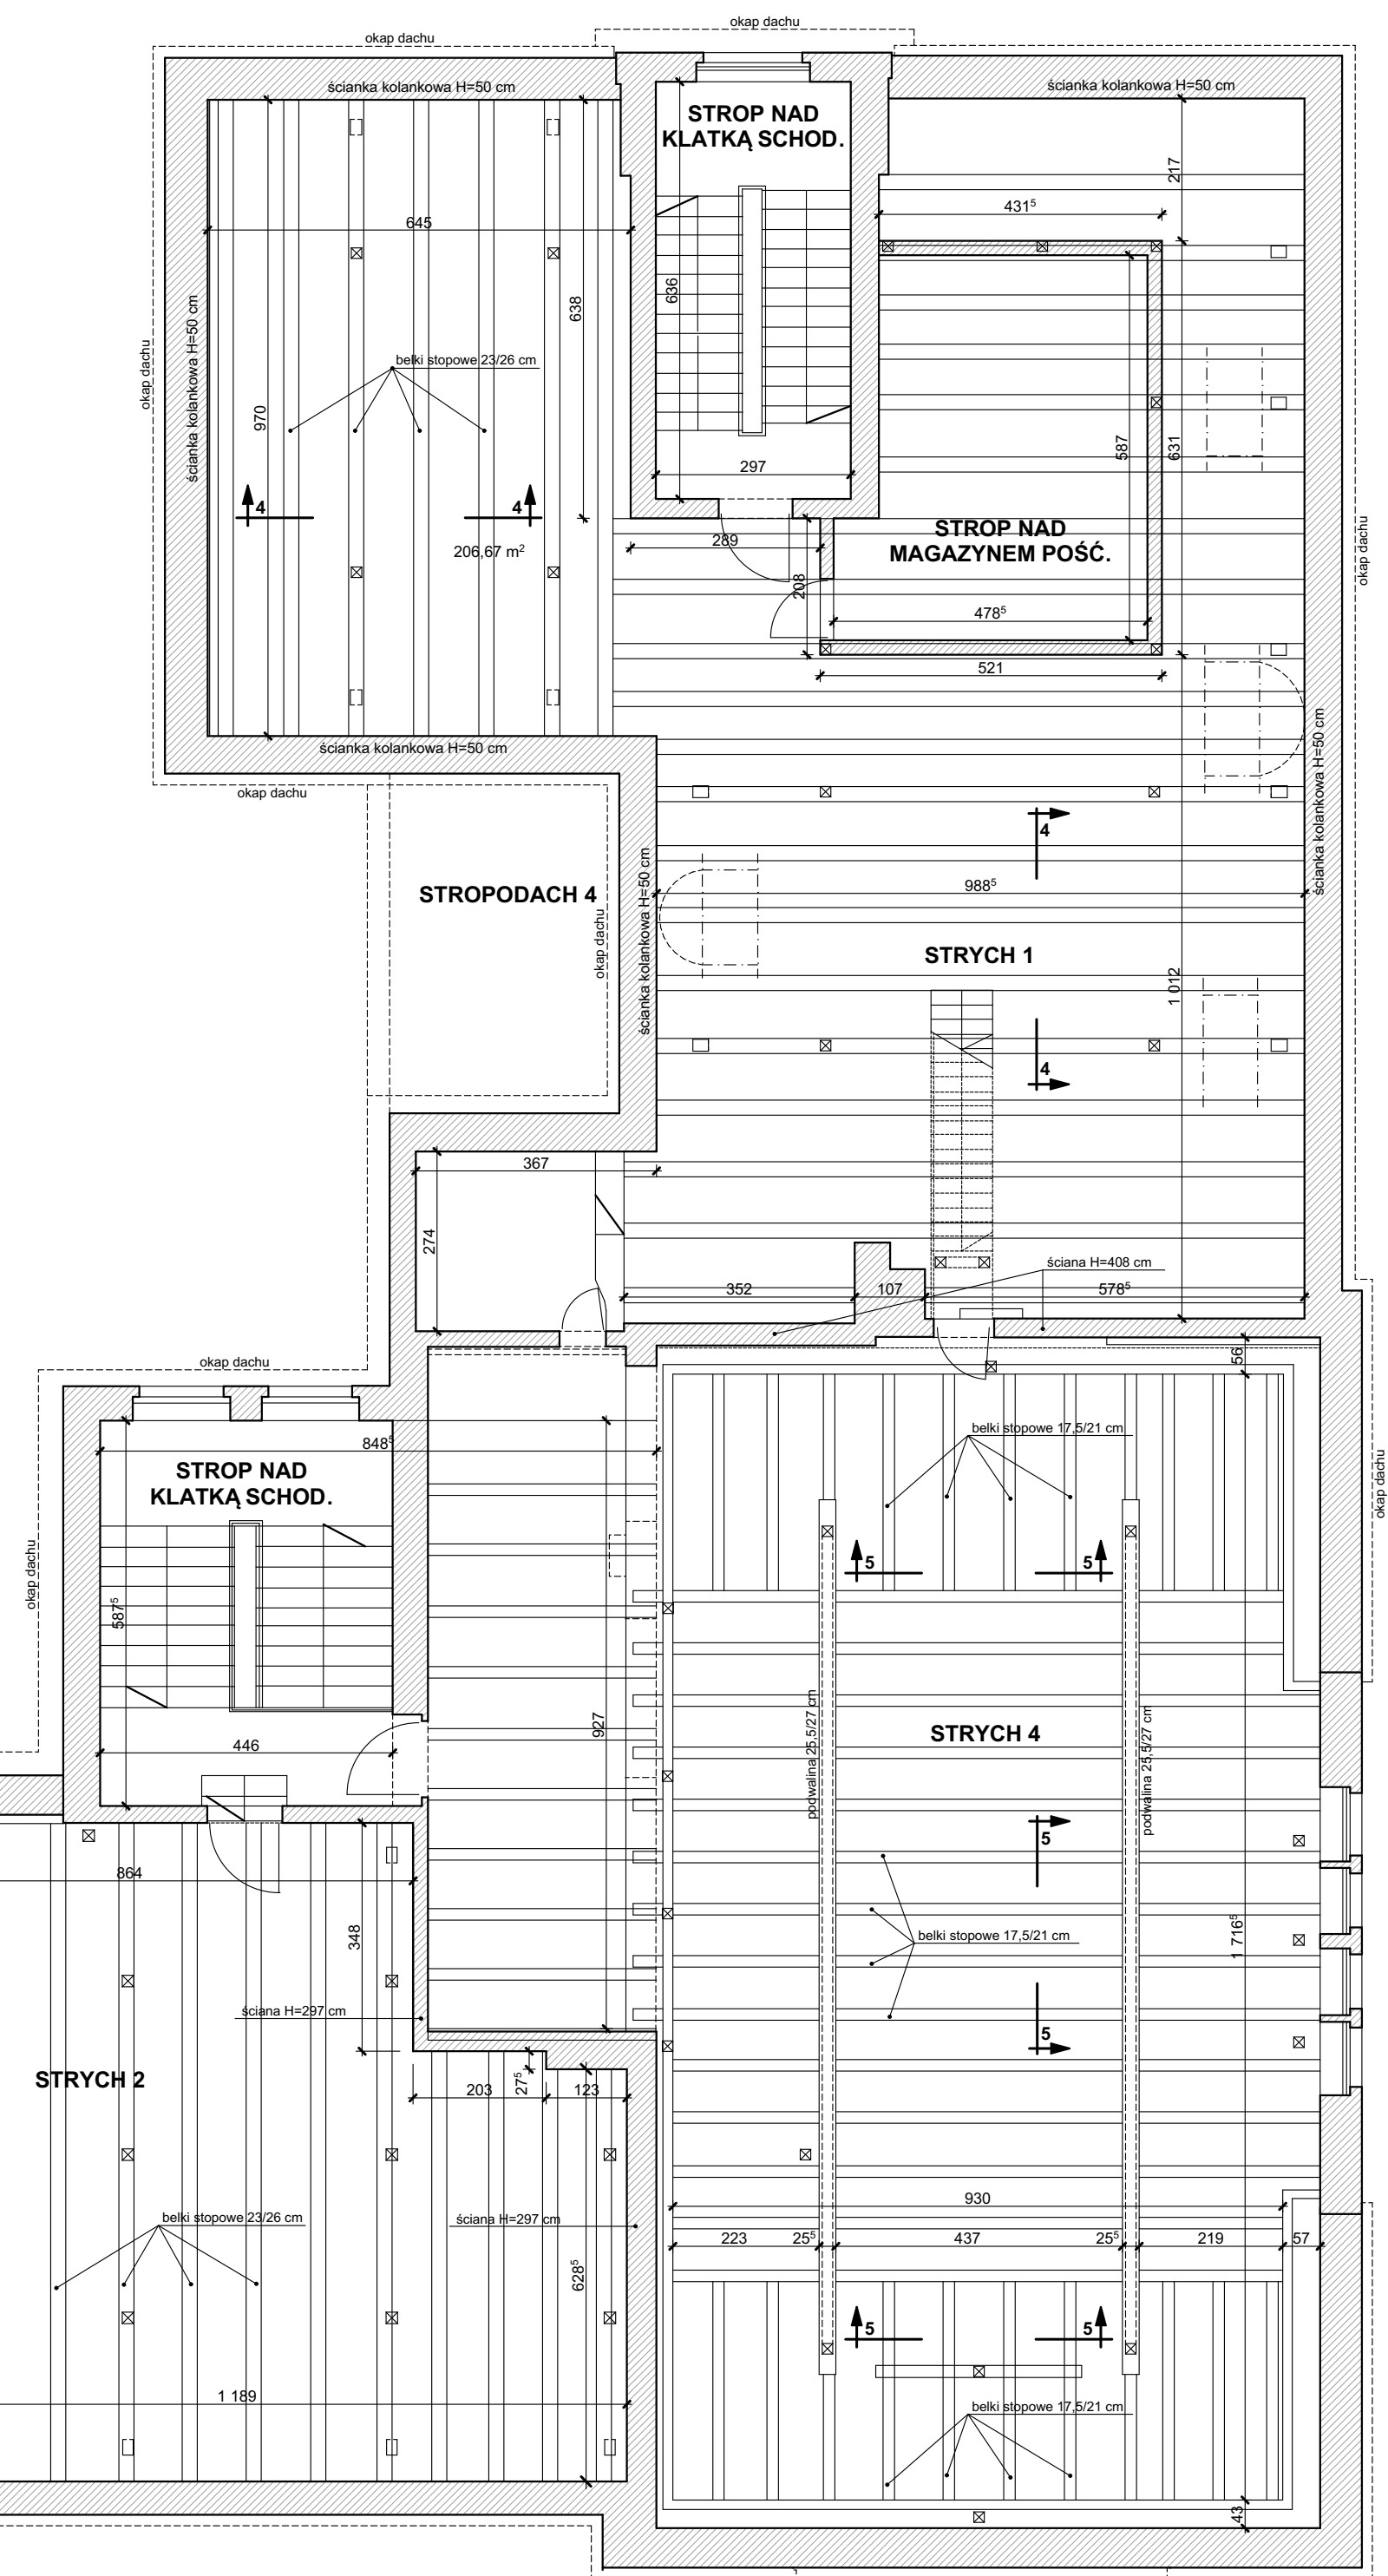 okap dachu
okap dachu
ścianka kolankowa H=50 cm
ścianka kolankowa H=50 cm
STROP NAD
KLATKĄ SCHOD.
217
431⁵
645
636
638
ścianka kolankowa H=50 cm
okap dachu
belki stopowe 23/26 cm
970
587
631
297
4
4
206,67 m²
289
STROP NAD
MAGAZYNEM POŚĆ.
okap dachu
208
478⁵
521
ścianka kolankowa H=50 cm
okap dachu
ścianka kolankowa H=50 cm
4
STROPODACH 4
okap dachu
ścianka kolankowa H=50 cm
988⁵
STRYCH 1
1 012
4
367
274
ściana H=408 cm
352
107
578⁵
okap dachu
56
848⁵
belki stopowe 17,5/21 cm
okap dachu
STROP NAD
KLATKĄ SCHOD.
okap dachu
587⁵
5
5
927
podwalina 25,5/27 cm
STRYCH 4
podwalina 25,5/27 cm
446
5
864
348
belki stopowe 17,5/21 cm
1 716⁵
ściana H=297 cm
5
STRYCH 2
203
27⁵
123
930
belki stopowe 23/26 cm
ściana H=297 cm
223
25⁵
437
25⁵
219
57
628⁵
5
5
1 189
belki stopowe 17,5/21 cm
43